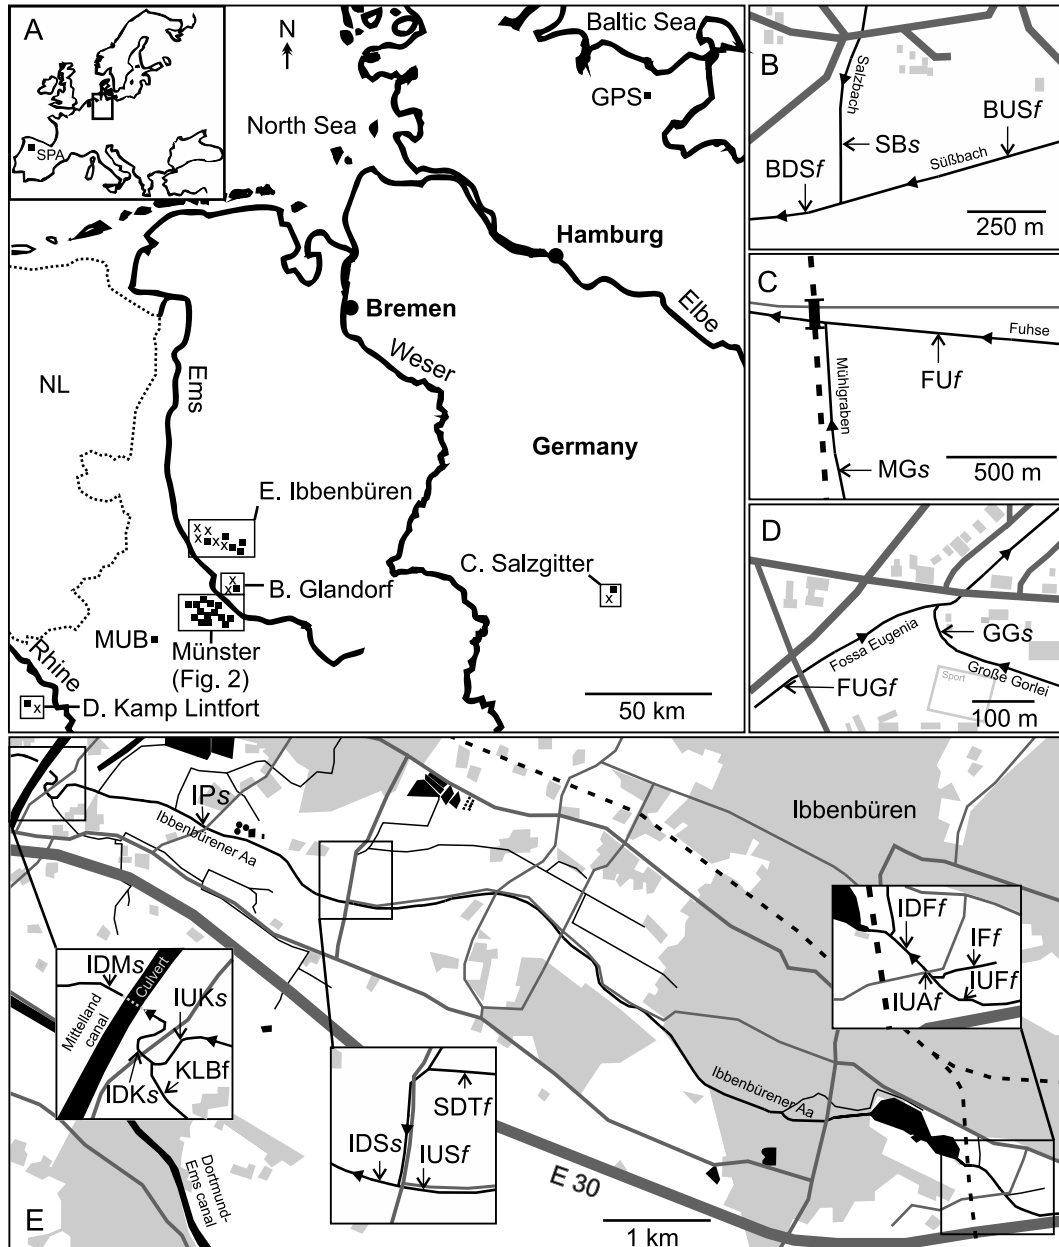 A
N
Baltic Sea
GPS
North Sea
SPA
Hamburg
Elbe
Bremen
Weser
Ems
NL
Germany
E. Ibbenbüren
C. Salzgitter
B. Glandorf
MUB
Münster
(Fig. 2)
Rhine
D. Kamp Lintfort
50 km
B
Salzbach
BUSf
SBs
Süßbach
BDSf
250 m
C
Fuhse
FUf
Mühlgraben
MGs
500 m
D
GGs
Fossa Eugenia
Große Gorlei
FUGf
Sport
100 m
IPs
Ibbenbürener Aa
Ibbenbüren
IDFf
IFf
IUFf
IUAf
IDMs
Culvert
IUKs
Mittelland
canal
KLBf
IDKs
SDTf
IDSs
IUSf
Ibbenbürener Aa
Dortmund-
Ems canal
E 30
E
1 km